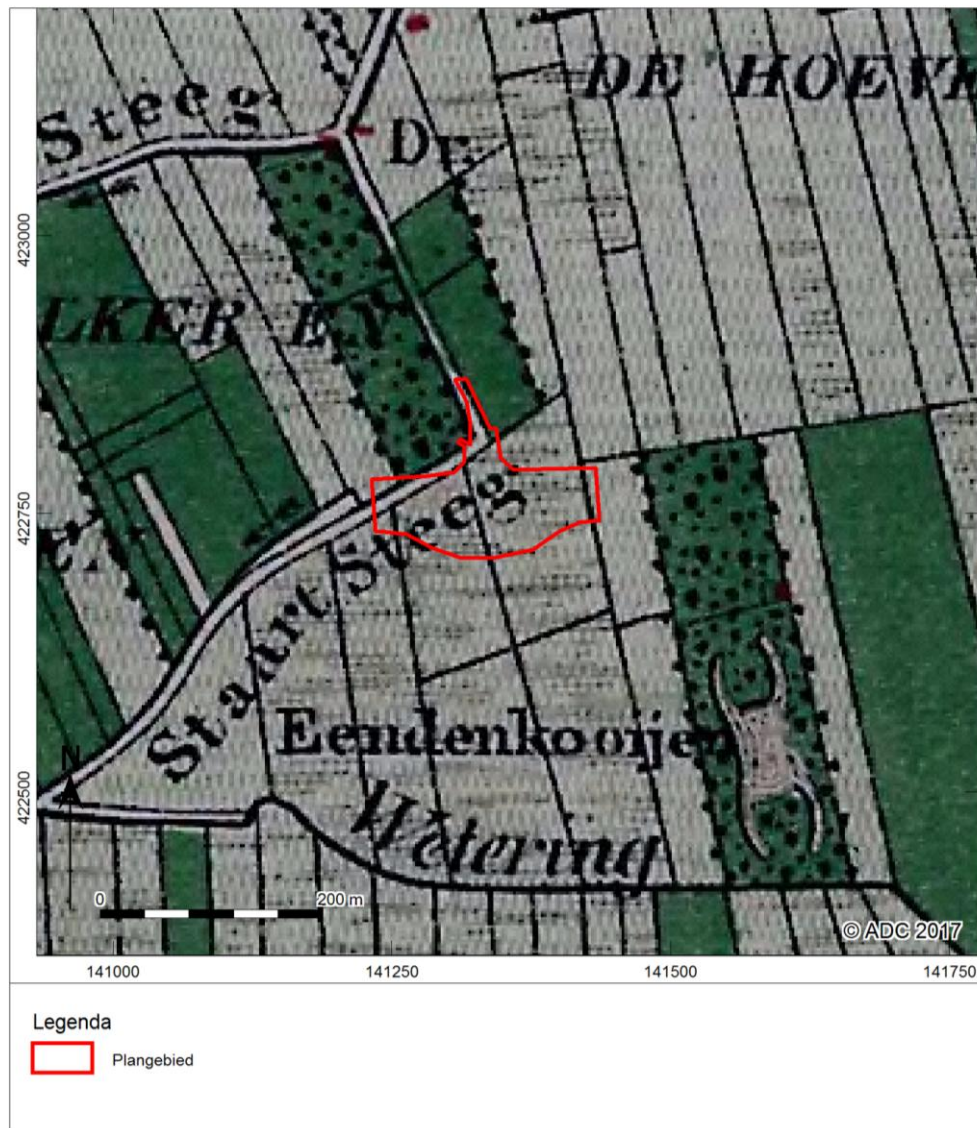 DE HOEVE
Steeg
D.
LKER EY
Staart Steeg
Eendenkooijen
Wetering
N
0 200 m
© ADC 2017
423000
422750
422500
141000 141250 141500 141750
Legenda
Plangebied